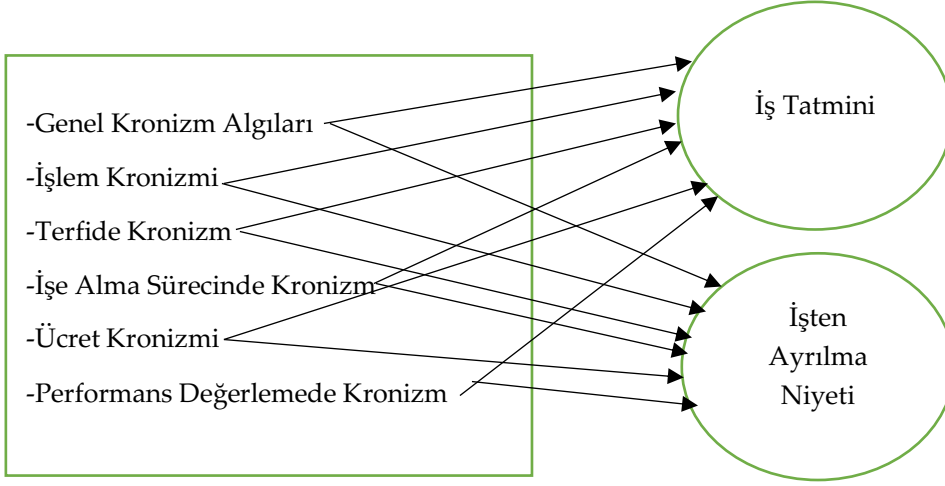 -Genel Kronizm Algıları
-İşlem Kronizmi
-Terfide Kronizm
-İşe Alma Sürecinde Kronizm
-Ücret Kronizmi
-Performans Değerlemede Kronizm
İş Tatmini
İşten
Ayrılma
Niyeti